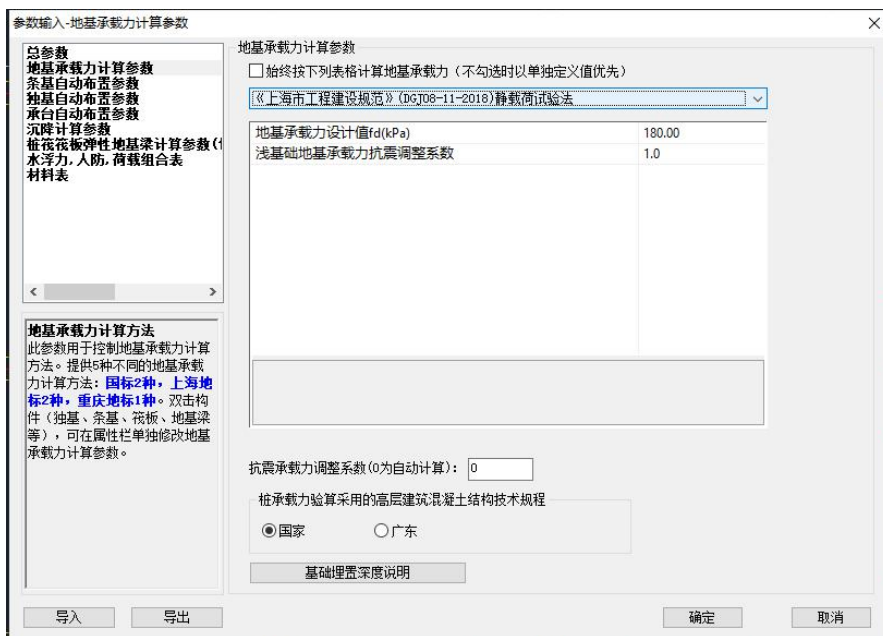 参数输入-地基承载力计算参数
总参数
地基承载力计算参数
条基自动布置参数
独基自动布置参数
承台自动布置参数
沉降计算参数
桩筏筏板弹性地基梁计算参数(
水浮力,人防,荷载组合表
材料表
地基承载力计算方法
此参数用于控制地基承载力计算
方法。提供5种不同的地基承载
力计算方法：国标2种，上海地
标2种，重庆地标1种。双击构
件（独基、条基、筏板、地基梁
等），可在属性栏单独修改地基
承载力计算参数。
地基承载力计算参数
始终按下列表格计算地基承载力（不勾选时以单独定义值优先）
《上海市工程建设规范》(DGJ08-11-2018)静载荷试验法
地基承载力设计值fd(kPa) 180.00
浅基础地基承载力抗震调整系数 1.0
抗震承载力调整系数(0为自动计算): 0
桩承载力验算采用的高层建筑混凝土结构技术规程
国家 广东
基础埋置深度说明
导入 导出 确定 取消